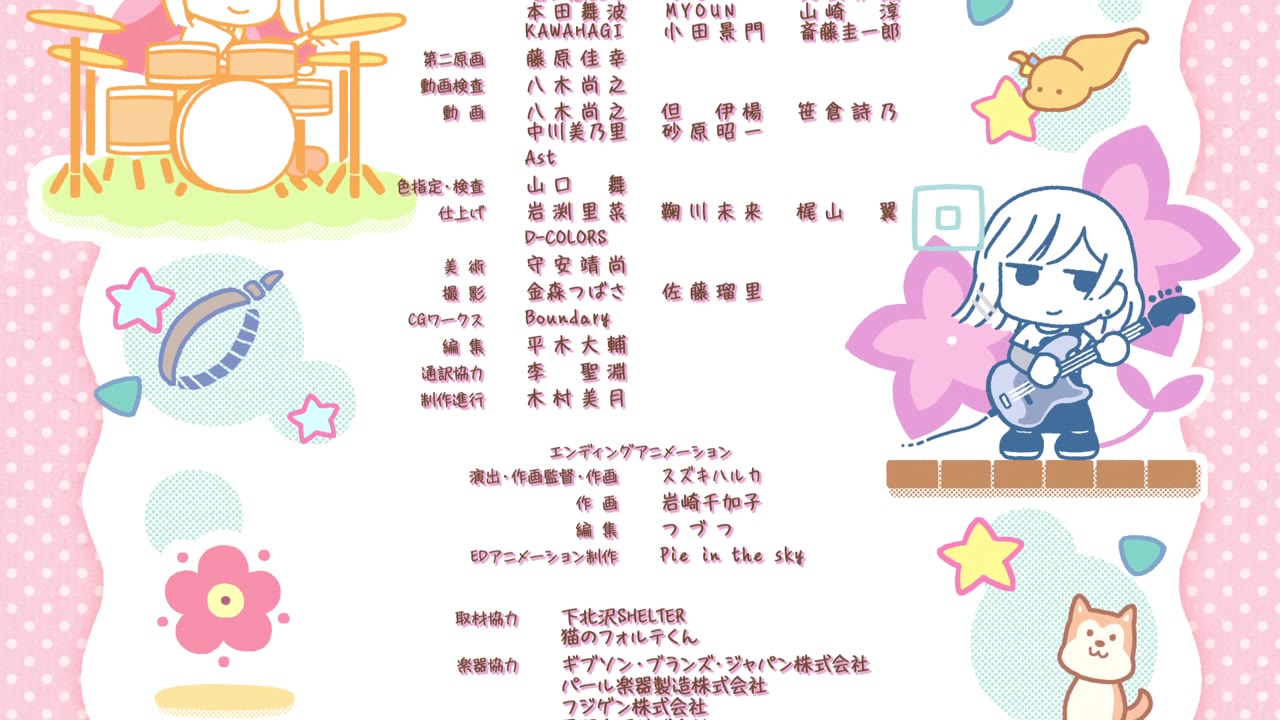 本田舞波 MYOUN 山崎 淳
KAWAHAGI 小田景門 斎藤圭一郎
第二原画 藤原佳幸
動画検査 八木尚之
動画 八木尚之 但 伊楊 笹倉詩乃
中川美乃里 砂原昭一
Ast
色指定・検査 山口 舞
仕上げ 岩渕里菜 鞠川未来 梶山 翼
D-COLORS
美術 守安靖尚
撮影 金森つばさ 佐藤瑠里
CGワークス Boundary
編集 平木大輔
通訳協力 李 聖淵
制作進行 木村美月
エンディングアニメーション
演出・作画監督・作画 スズキハルカ
作画 岩崎千加子
編集 つづつ
EDアニメーション制作 Pie in the sky
取材協力 下北沢SHELTER
猫のフォルテくん
楽器協力 ギブソン・ブランズ・ジャパン株式会社
パール楽器製造株式会社
フジゲン株式会社